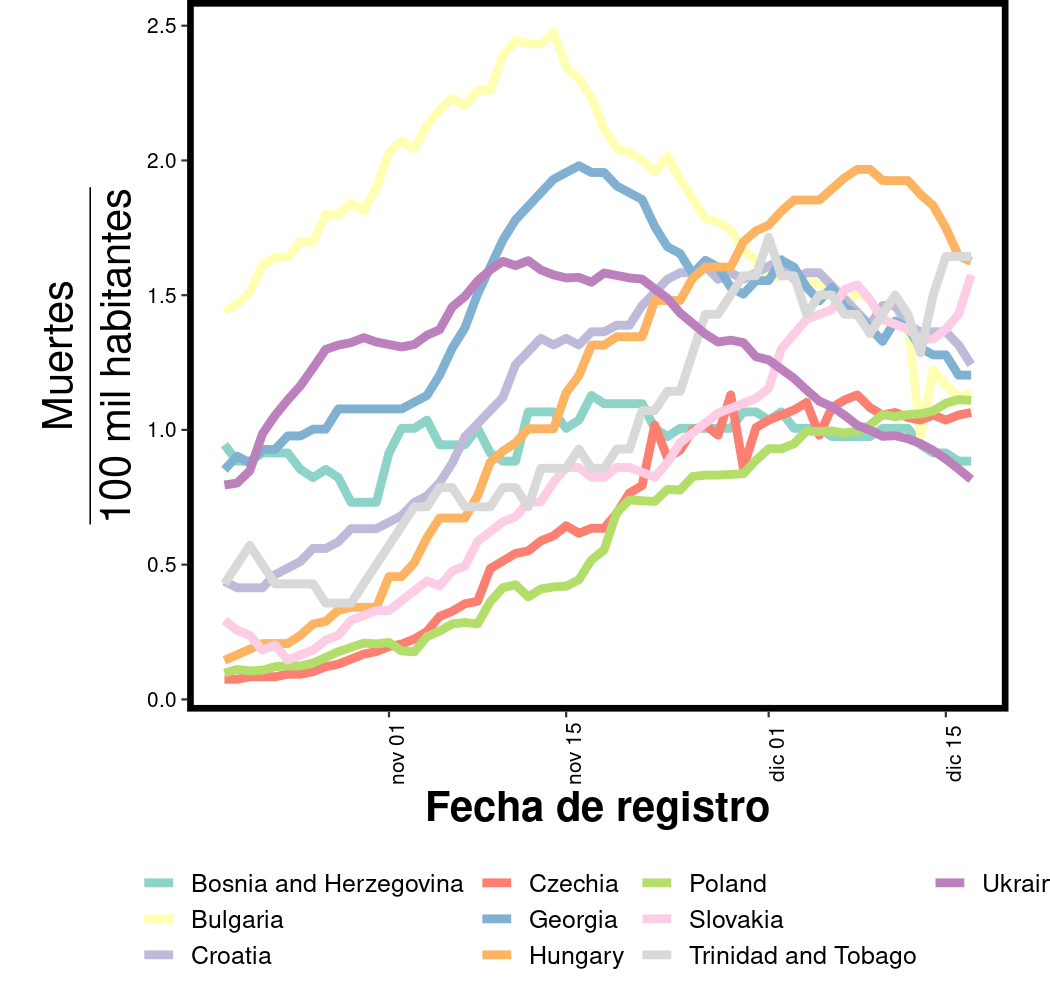 2.5
2.0
1.5
1.0
0.5
0.0
Muertes
100 mil habitantes
nov 01
nov 15
dic 01
dic 15
Fecha de registro
Bosnia and Herzegovina
Czechia
Poland
Ukrain
Bulgaria
Georgia
Slovakia
Croatia
Hungary
Trinidad and Tobago